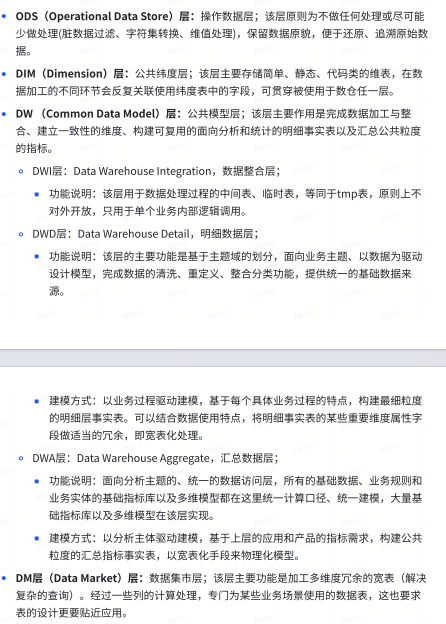 ODS（Operational Data Store）层：操作数据层；该层原则为不做任何处理或尽可能
少做处理(脏数据过滤、字符集转换、维值处理)，保留数据原貌，便于还原、追溯原始数
据。
DIM（Dimension）层：公共纬度层；该层主要存储简单、静态、代码类的维表，在数
据加工的不同环节会反复关联使用纬度表中的字段，可贯穿被使用于数仓任一层。
DW （Common Data Model）层：公共模型层；该层主要作用是完成数据加工与整
合、建立一致性的维度、构建可复用的面向分析和统计的明细事实表以及汇总公共粒度
的指标。
DWI层：Data Warehouse Integration，数据整合层；
功能说明：该层用于数据处理过程的中间表、临时表，等同于tmp表，原则上不
对外开放，只用于单个业务内部逻辑调用。
DWD层：Data Warehouse Detail，明细数据层；
功能说明：该层的主要功能是基于主题域的划分，面向业务主题、以数据为驱动
设计模型，完成数据的清洗、重定义、整合分类功能，提供统一的基础数据来
源。
建模方式：以业务过程驱动建模，基于每个具体业务过程的特点，构建最细粒度
的明细层事实表。可以结合数据使用特点，将明细事实表的某些重要维度属性字
段做适当的冗余，即宽表化处理。
DWA层：Data Warehouse Aggregate，汇总数据层；
功能说明：面向分析主题的、统一的数据访问层，所有的基础数据、业务规则和
业务实体的基础指标库以及多维模型都在这里统一计算口径、统一建模，大量基
础指标库以及多维模型在该层实现。
建模方式：以分析主体驱动建模，基于上层的应用和产品的指标需求，构建公共
粒度的汇总指标事实表，以宽表化手段来物理化模型。
DM层（Data Market）层：数据集市层；该层主要功能是加工多维度冗余的宽表（解决
复杂的查询）。经过一些列的计算处理，专门为某些业务场景使用的数据表，这也要求
表的设计更要贴近应用。